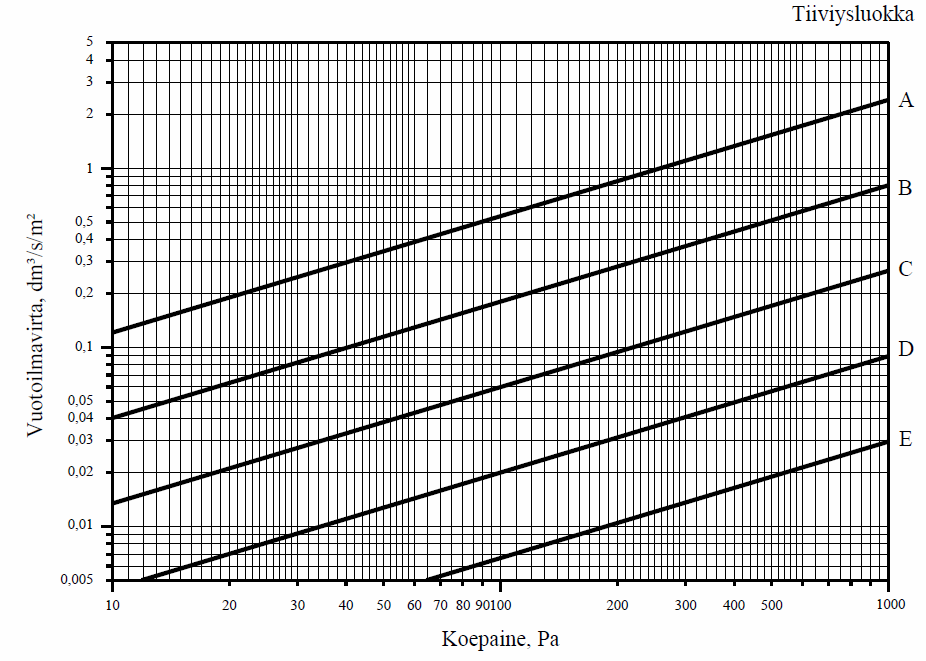 Tiiviysluokka
5
4
3
2
1
0,5
0,4
0,3
0,2
0,1
0,05
0,04
0,03
0,02
0,01
0,005
Vuotoilmavirta, dm³/s/m²
A
B
C
D
E
10 20 30 40 50 60 70 80 90100 200 300 400 500 1000
Koepaine, Pa